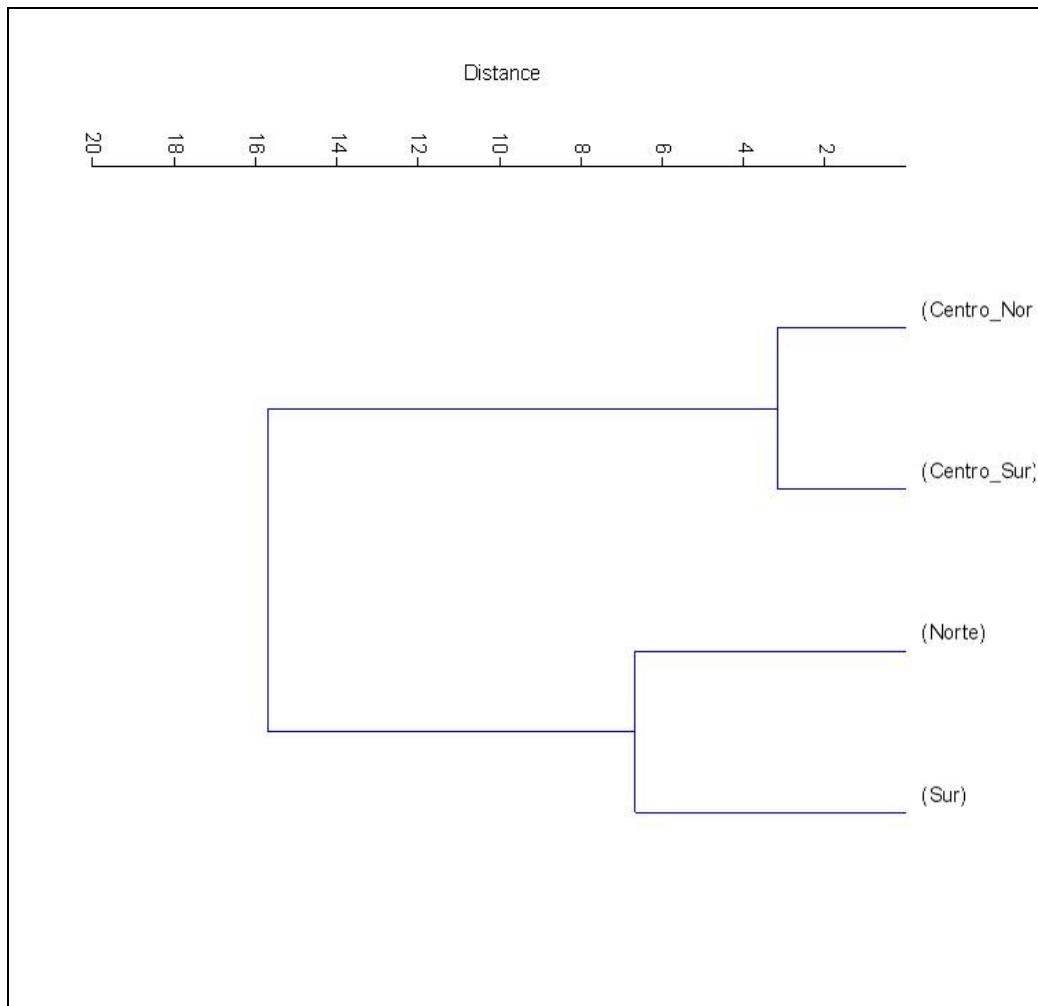 Distance
20 18 16 14 12 10 8 6 4 2
(Centro_Nor
(Centro_Sur)
(Norte)
(Sur)